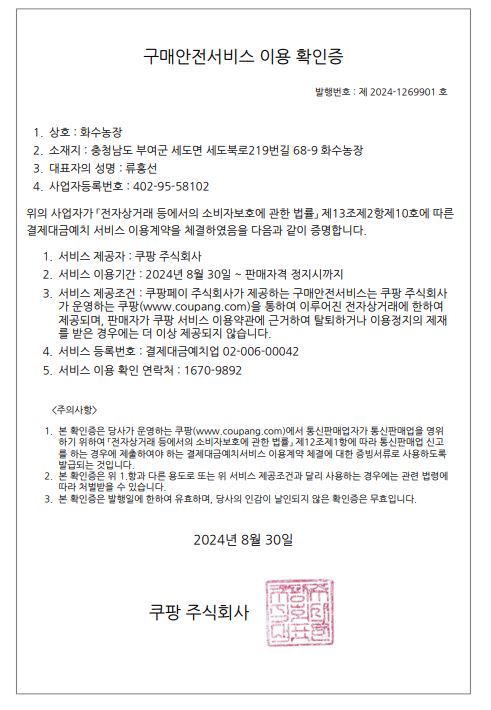 구매안전서비스 이용 확인증
발행번호 : 제 2024-1269901 호
1. 상호 : 화수농장
2. 소재지 : 충청남도 부여군 세도면 세도북로219번길 68-9 화수농장
3. 대표자의 성명 : 류홍선
4. 사업자등록번호 : 402-95-58102
위의 사업자가 「전자상거래 등에서의 소비자보호에 관한 법률」 제13조제2항제10호에 따른
결제대금예치 서비스 이용계약을 체결하였음을 다음과 같이 증명합니다.
1. 서비스 제공자 : 쿠팡 주식회사
2. 서비스 이용기간 : 2024년 8월 30일 ~ 판매자격 정지시까지
3. 서비스 제공조건 : 쿠팡페이 주식회사가 제공하는 구매안전서비스는 쿠팡 주식회사
가 운영하는 쿠팡(www.coupang.com)을 통하여 이루어진 전자상거래에 한하여
제공되며, 판매자가 쿠팡 서비스 이용약관에 근거하여 탈퇴하거나 이용정지의 제재
를 받은 경우에는 더 이상 제공되지 않습니다.
4. 서비스 등록번호 : 결제대금예치업 02-006-00042
5. 서비스 이용 확인 연락처 : 1670-9892
<주의사항>
1. 본 확인증은 당사가 운영하는 쿠팡(www.coupang.com)에서 통신판매업자가 통신판매업을 영위
하기 위하여 「전자상거래 등에서의 소비자보호에 관한 법률」 제12조제1항에 따라 통신판매업 신고
를 하는 경우에 제출하여야 하는 결제대금예치서비스 이용계약 체결에 대한 증빙서류로 사용하도록
발급되는 것입니다.
2. 본 확인증은 위 1.항과 다른 용도로 또는 위 서비스 제공조건과 달리 사용하는 경우에는 관련 법령에
따라 처벌받을 수 있습니다.
3. 본 확인증은 발행일에 한하여 유효하며, 당사의 인감이 날인되지 않은 확인증은 무효입니다.
2024년 8월 30일
쿠팡 주식회사